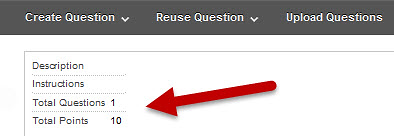 Create Question Reuse Question Upload Questions
Description
Instructions
Total Questions 1
Total Points 10